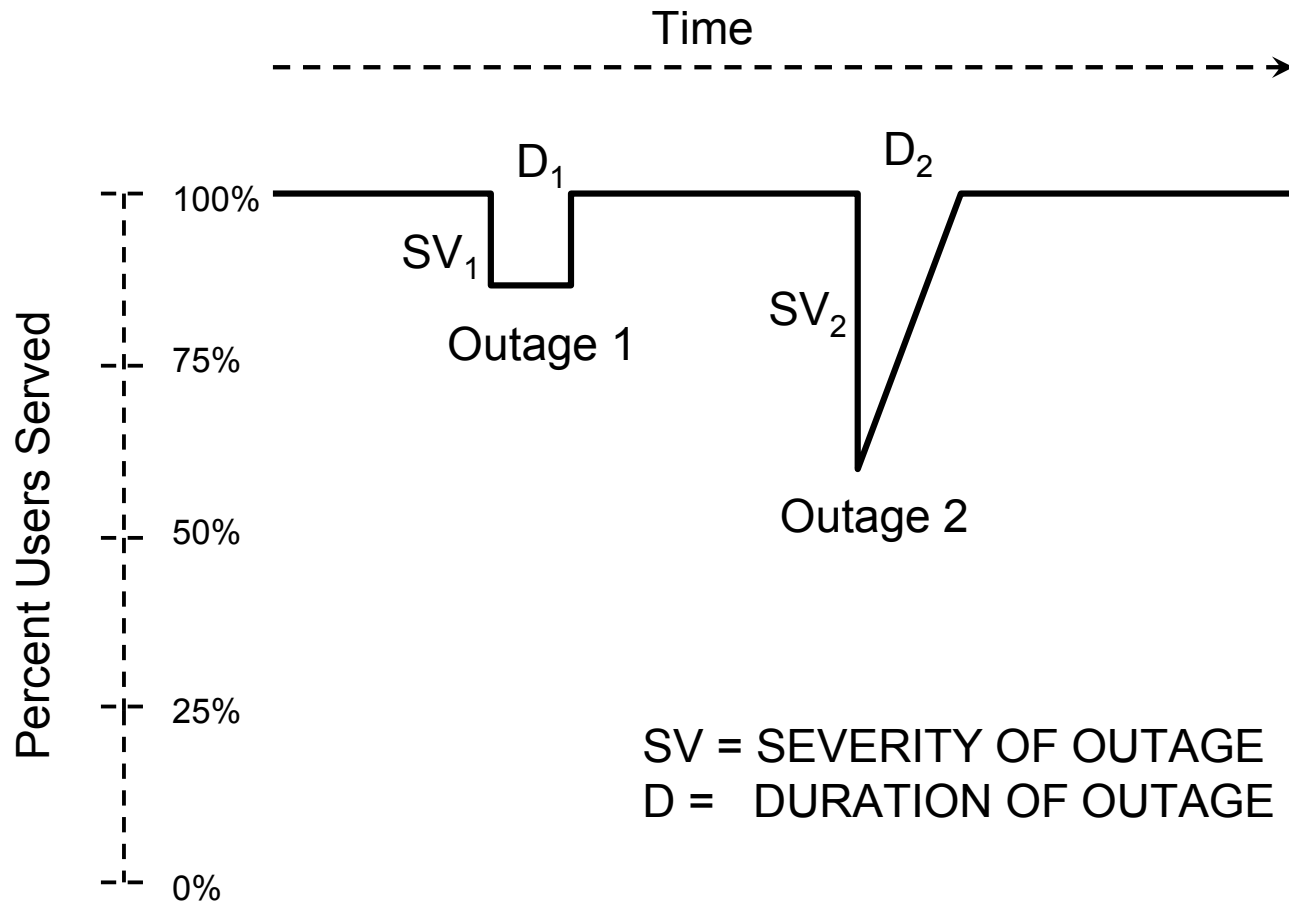 Time
D₁
D₂
100%
SV₁
SV₂
Outage 1
75%
Outage 2
50%
25%
0%
Percent Users Served
SV = SEVERITY OF OUTAGE
D = DURATION OF OUTAGE